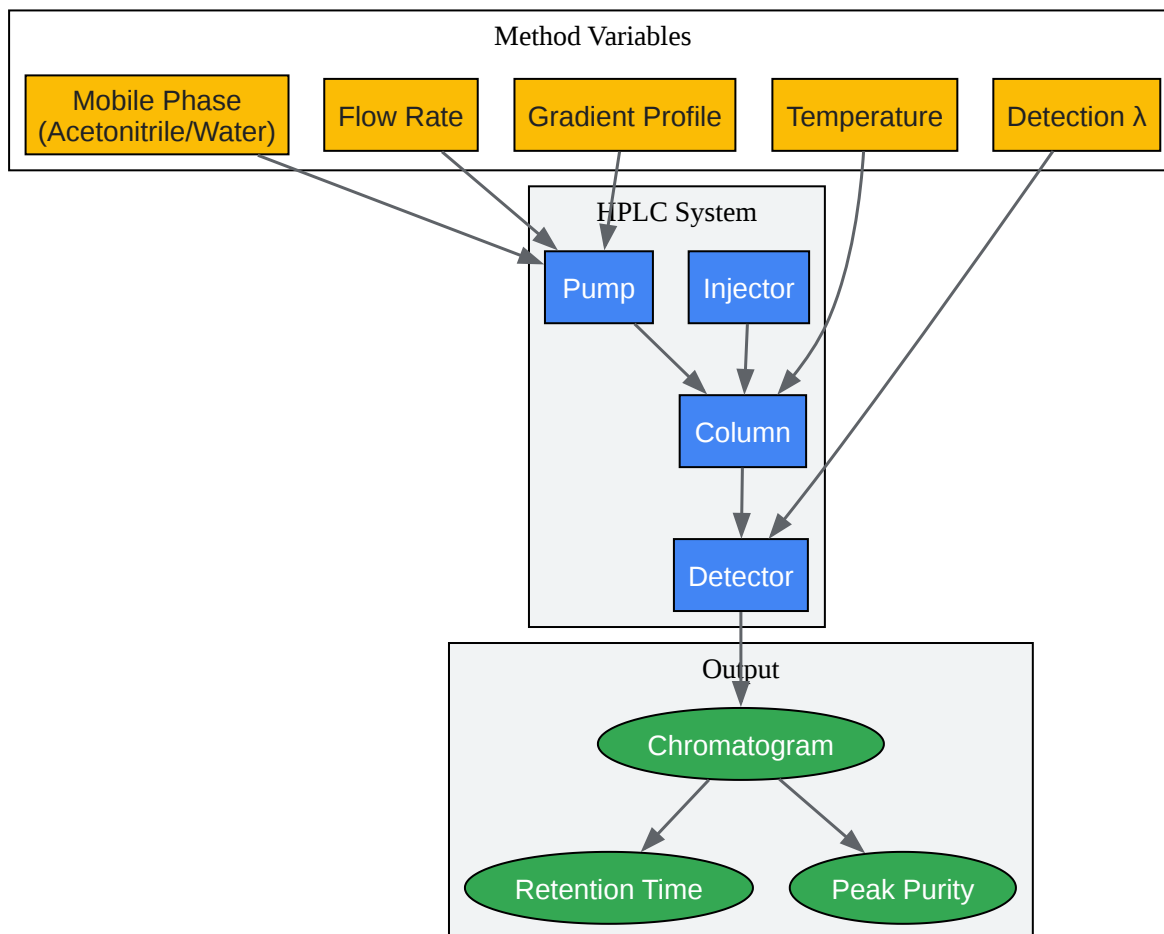 Method Variables
Mobile Phase
(Acetonitrile/Water)
Flow Rate
Gradient Profile
Temperature
Detection λ
HPLC System
Pump
Injector
Column
Detector
Output
Chromatogram
Retention Time
Peak Purity